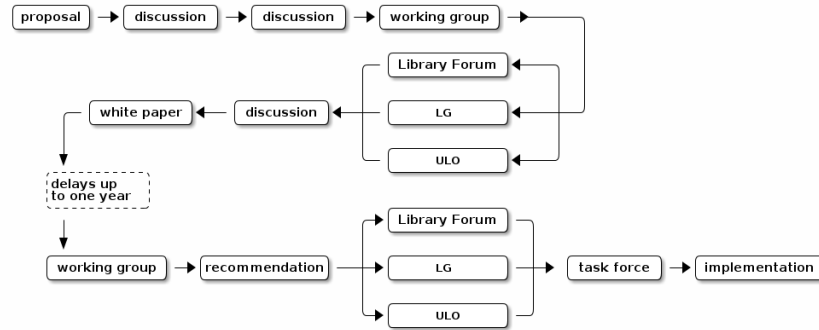 proposal
discussion
discussion
working group
Library Forum
LG
ULO
discussion
white paper
delays up
to one year
working group
recommendation
Library Forum
LG
ULO
task force
implementation